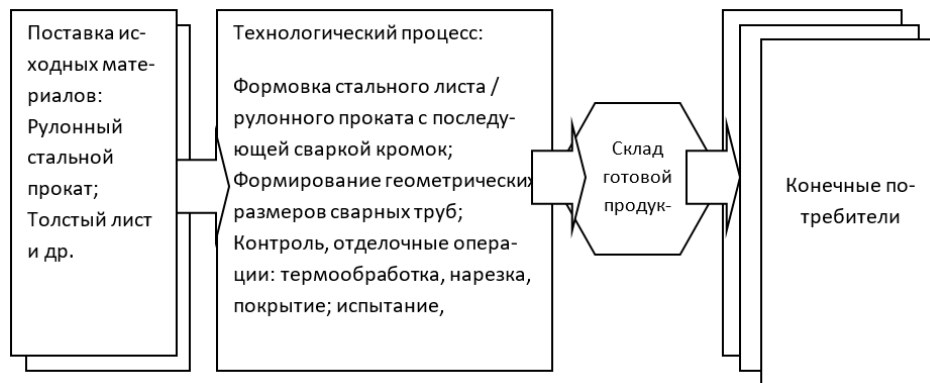 Поставка ис-
ходных мате-
риалов:
Рулонный
стальной
прокат;
Толстый лист
и др.
Технологический процесс:
Формовка стального листа /
рулонного проката с последу-
ющей сваркой кромок;
Формирование геометрических
размеров сварных труб;
Контроль, отделочные опера-
ции: термообработка, нарезка,
покрытие; испытание,
Склад
готовой
продук-
Конечные по-
требители